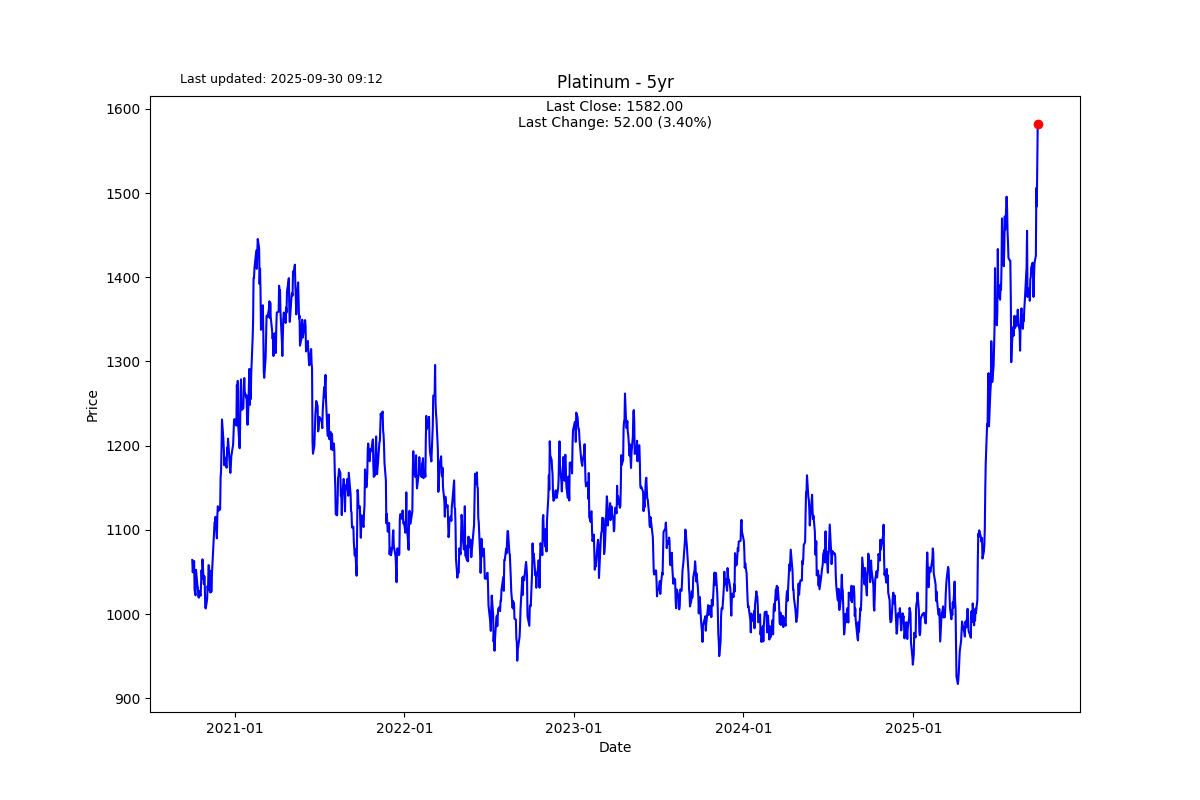 Last updated: 2025-09-30 09:12
Platinum - 5yr
Last Close: 1582.00
Last Change: 52.00 (3.40%)
1600
1500
1400
1300
1200
1100
1000
900
Price
2021-01
2022-01
2023-01
2024-01
2025-01
Date